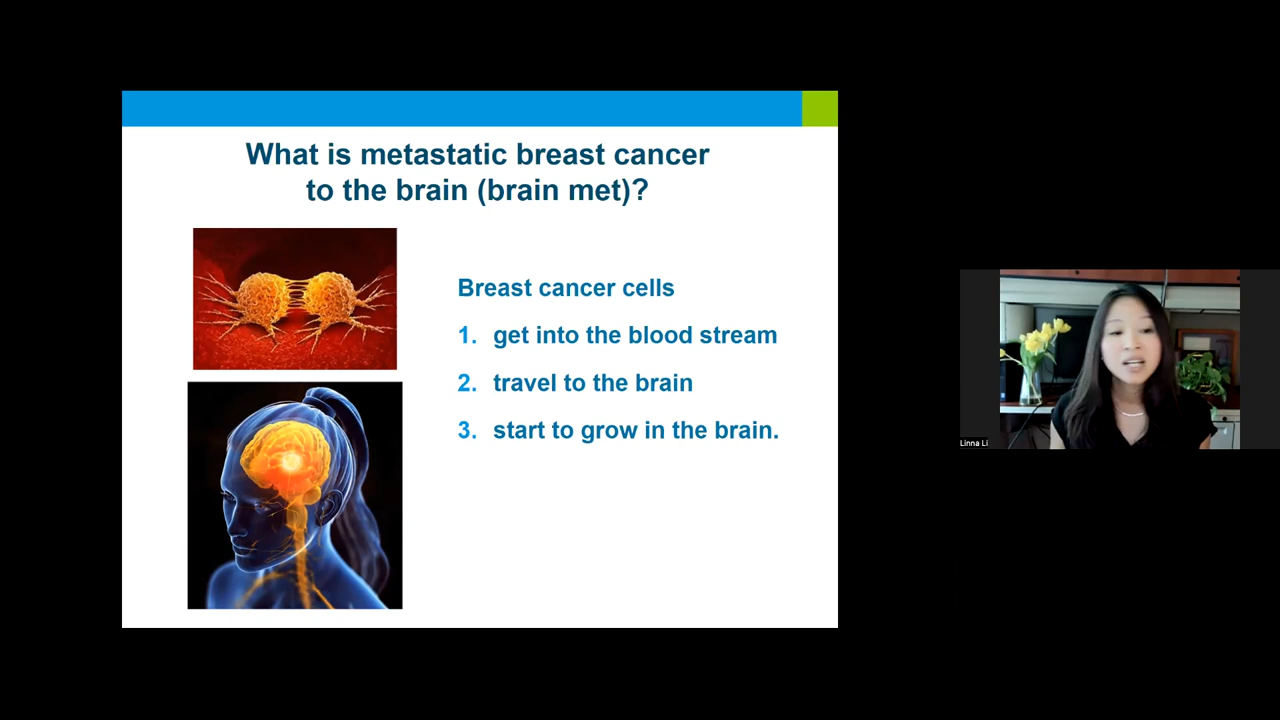 What is metastatic breast cancer
to the brain (brain met)?
Breast cancer cells
1. get into the blood stream
2. travel to the brain
3. start to grow in the brain.
Linna Li